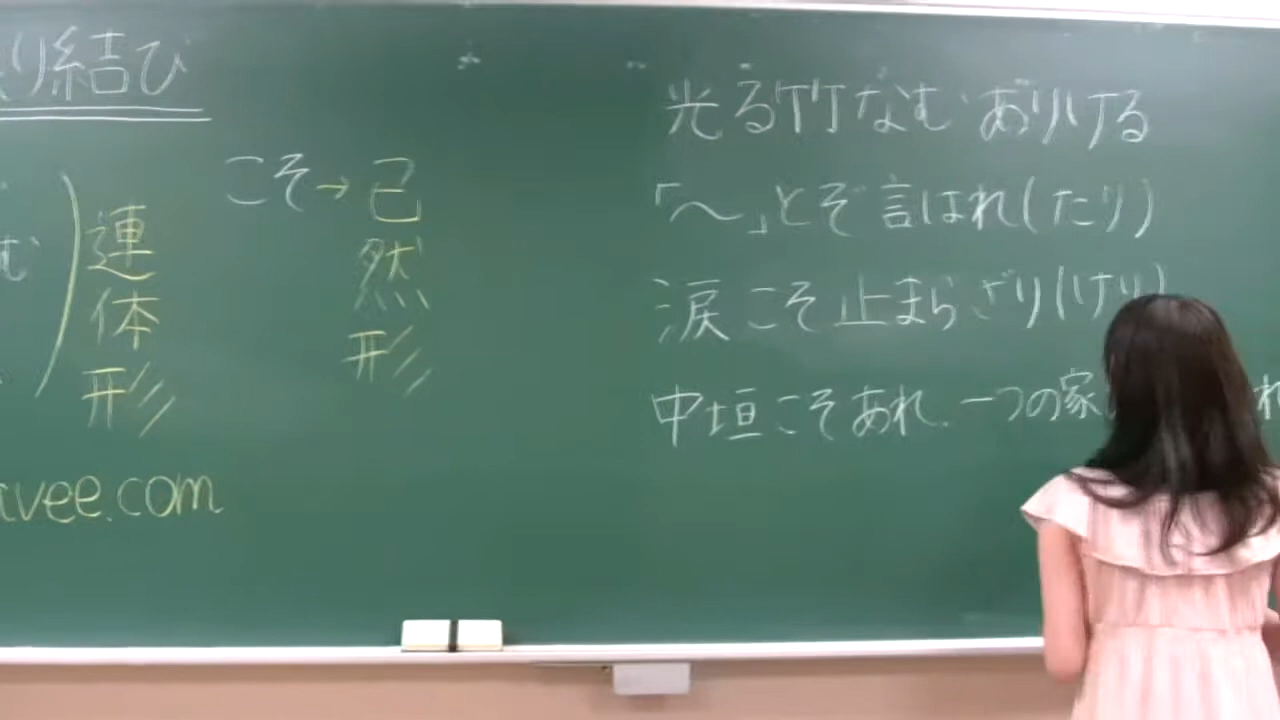 り結び
む
連体形
こそ→已然形
avee.com
光る竹なむありける
「〜」とぞ言はれ(たり)
涙こそ止まらざり(けり)
中垣こそあれ、一つの家
れ